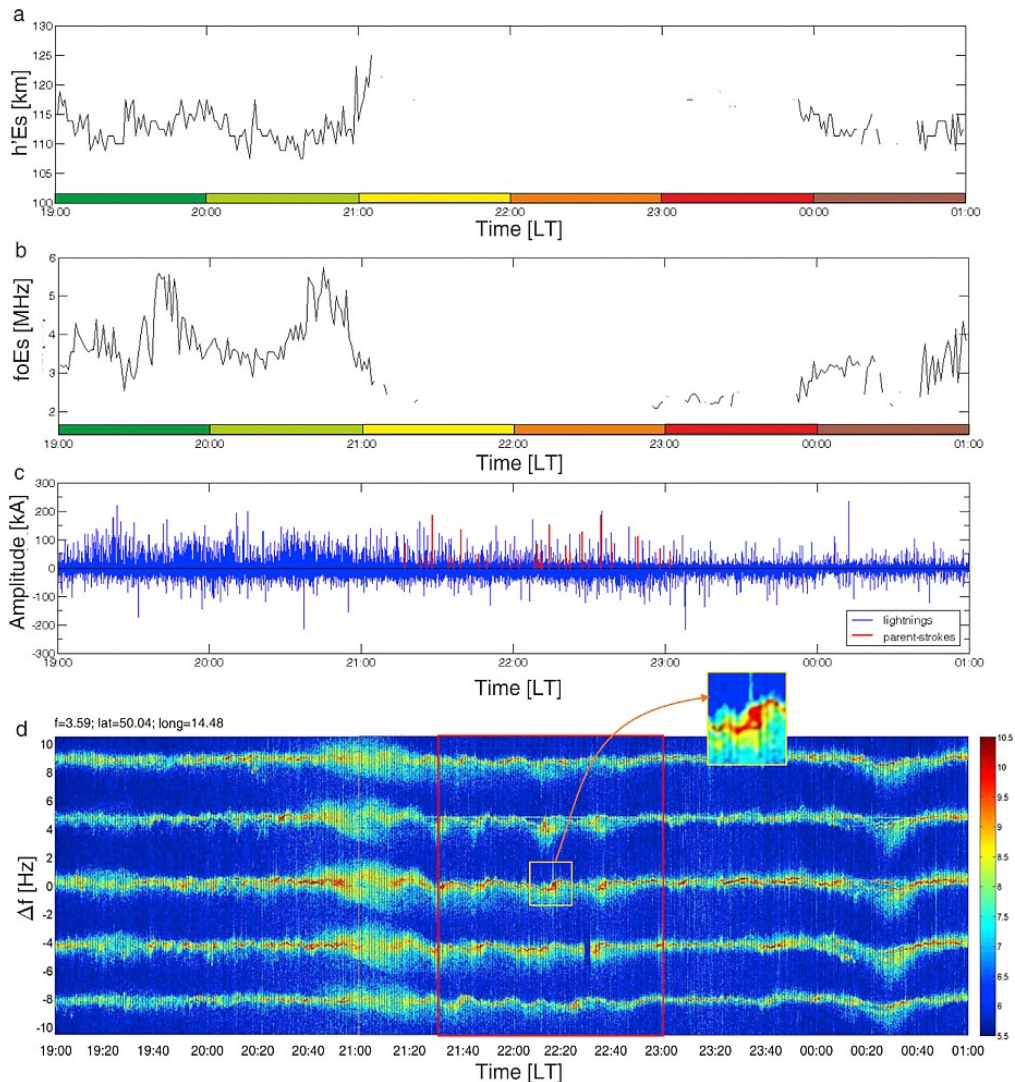 a
h'Es [km]
130
125
120
115
110
105
100
19:00 20:00 21:00 22:00 23:00 00:00 01:00
Time [LT]
b
foEs [MHz]
6
5
4
3
2
19:00 20:00 21:00 22:00 23:00 00:00 01:00
Time [LT]
c
Amplitude [kA]
300
200
100
0
-100
-200
-300
lightnings
parent-strokes
19:00 20:00 21:00 22:00 23:00 00:00 01:00
Time [LT]
d
f=3.59; lat=50.04; long=14.48
Δf [Hz]
10
8
6
4
2
0
-2
-4
-6
-8
-10
10.5
10
9.5
9
8.5
8
7.5
7
6.5
6
5.5
19:00 19:20 19:40 20:00 20:20 20:40 21:00 21:20 21:40 22:00 22:20 22:40 23:00 23:20 23:40 00:00 00:20 00:40 01:00
Time [LT]